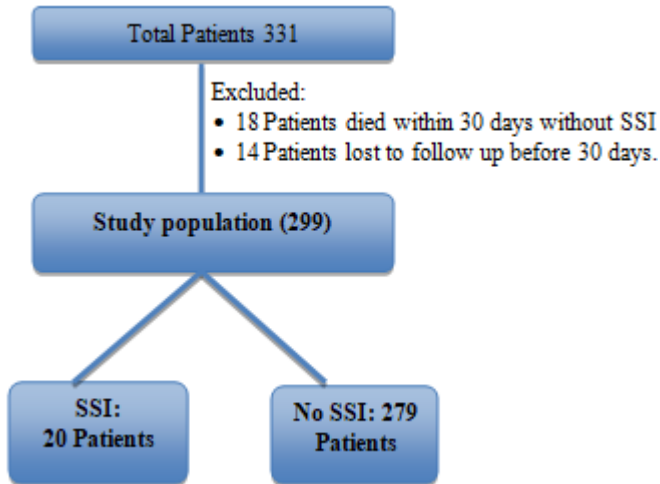 Total Patients 331
Excluded:
• 18 Patients died within 30 days without SSI
• 14 Patients lost to follow up before 30 days.
Study population (299)
SSI:
20 Patients
No SSI: 279
Patients